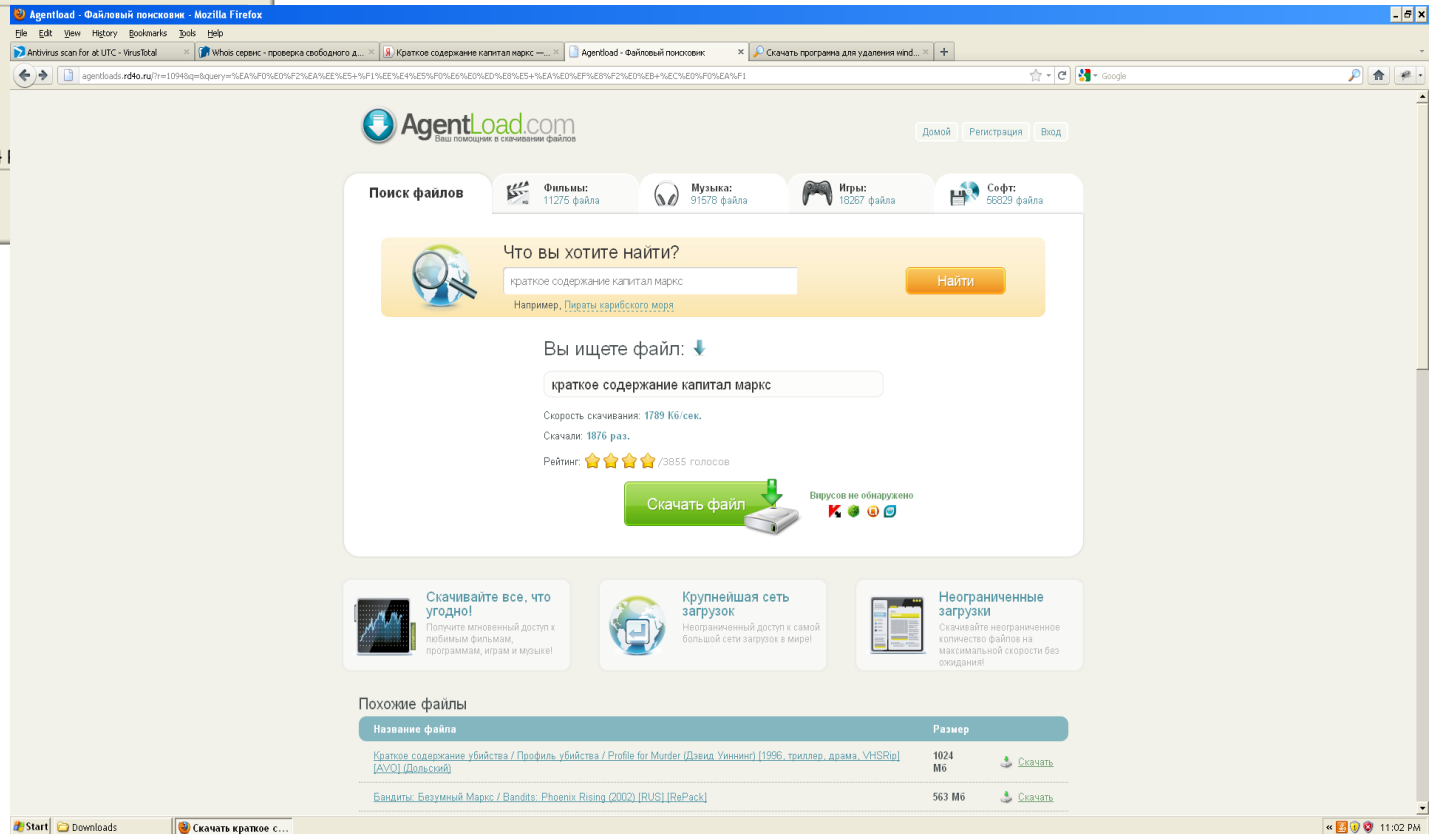 Agentload - Файловый поисковик - Mozilla Firefox
File Edit View History Bookmarks Tools Help
Antivirus scan for at UTC - VirusTotal
Whois сервис - проверка свободного д...
Краткое содержание капитал маркс —...
Agentload - Файловый поисковик
Скачать программа для удаления wind...
agentloads.rd4o.ru/?r=1094&q=&query=%EA%F0%E0%F2%EA%EE%E5+%F1%EE%E4%E5%F0%E6%E0%ED%E8%E5+%EA%E0%EF%E8%F2%E0%EB+%EC%E0%F0%EA%F1
Google
AgentLoad.com
Ваш помощник в скачивании файлов
Домой Регистрация Вход
Поиск файлов
Фильмы:
11275 файла
Музыка:
91578 файла
Игры:
18267 файла
Софт:
56829 файла
Что вы хотите найти?
краткое содержание капитал маркс
Найти
Например, Пираты карибского моря
Вы ищете файл:
краткое содержание капитал маркс
Скорость скачивания: 1789 Кб/сек.
Скачали: 1876 раз.
Рейтинг: /3855 голосов
Скачать файл
Вирусов не обнаружено
Скачивайте все, что
угодно!
Получите мгновенный доступ к
любимым фильмам,
программам, играм и музыке!
Крупнейшая сеть
загрузок
Неограниченный доступ к самой
большой сети загрузок в мире!
Неограниченные
загрузки
Скачивайте неограниченное
количество файлов на
максимальной скорости без
ожидания!
Похожие файлы
Название файла Размер
Краткое содержание убийства / Профиль убийства / Profile for Murder (Дэвид Уиннинг) [1996, триллер, драма, VHSRip]
[AVO] (Дольский)
1024
Мб
Скачать
Бандиты: Безумный Маркс / Bandits: Phoenix Rising (2002) [RUS] [RePack]
563 Мб
Скачать
Start Downloads Скачать краткое с... 11:02 PM